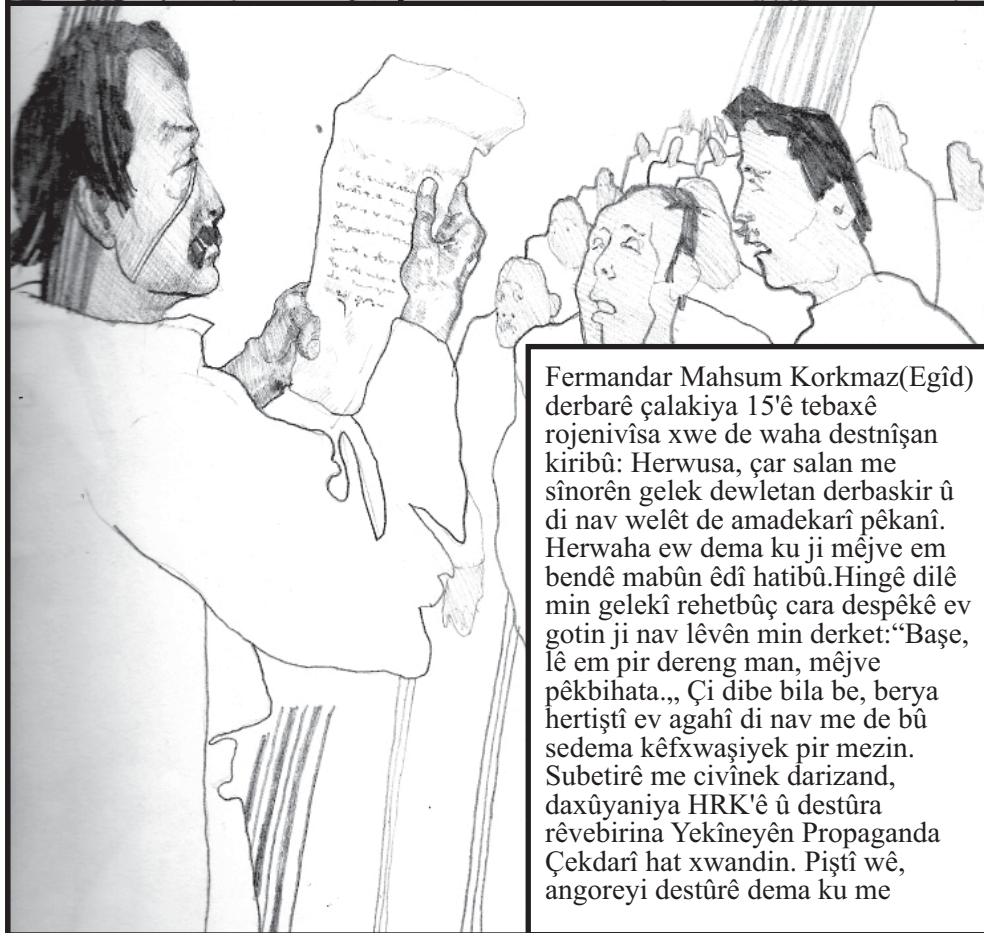 Fermandar Mahsum Korkmaz(Egîd)
derbarê çalakiya 15'ê tebaxê
rojenivîsa xwe de waha destnîşan
kiribû: Herwusa, çar salan me
sînorên gelek dewletan derbaskir û
di nav welêt de amadekarî pêkanî.
Herwaha ew dema ku ji mêjve em
bendê mabûn êdî hatibû.Hingê dilê
min gelekî rehetbûç cara despêkê ev
gotin ji nav lêvên min derket:“Başe,
lê em pir dereng man, mêjve
pêkbihata.„ Çi dibe bila be, berya
hertiştî ev agahî di nav me de bû
sedema kêfxwaşiyek pir mezin.
Subetirê me civînek darizand,
daxûyaniya HRK'ê û destûra
rêvebirina Yekîneyên Propaganda
Çekdarî hat xwandin. Piştî wê,
angoreyi destûrê dema ku me